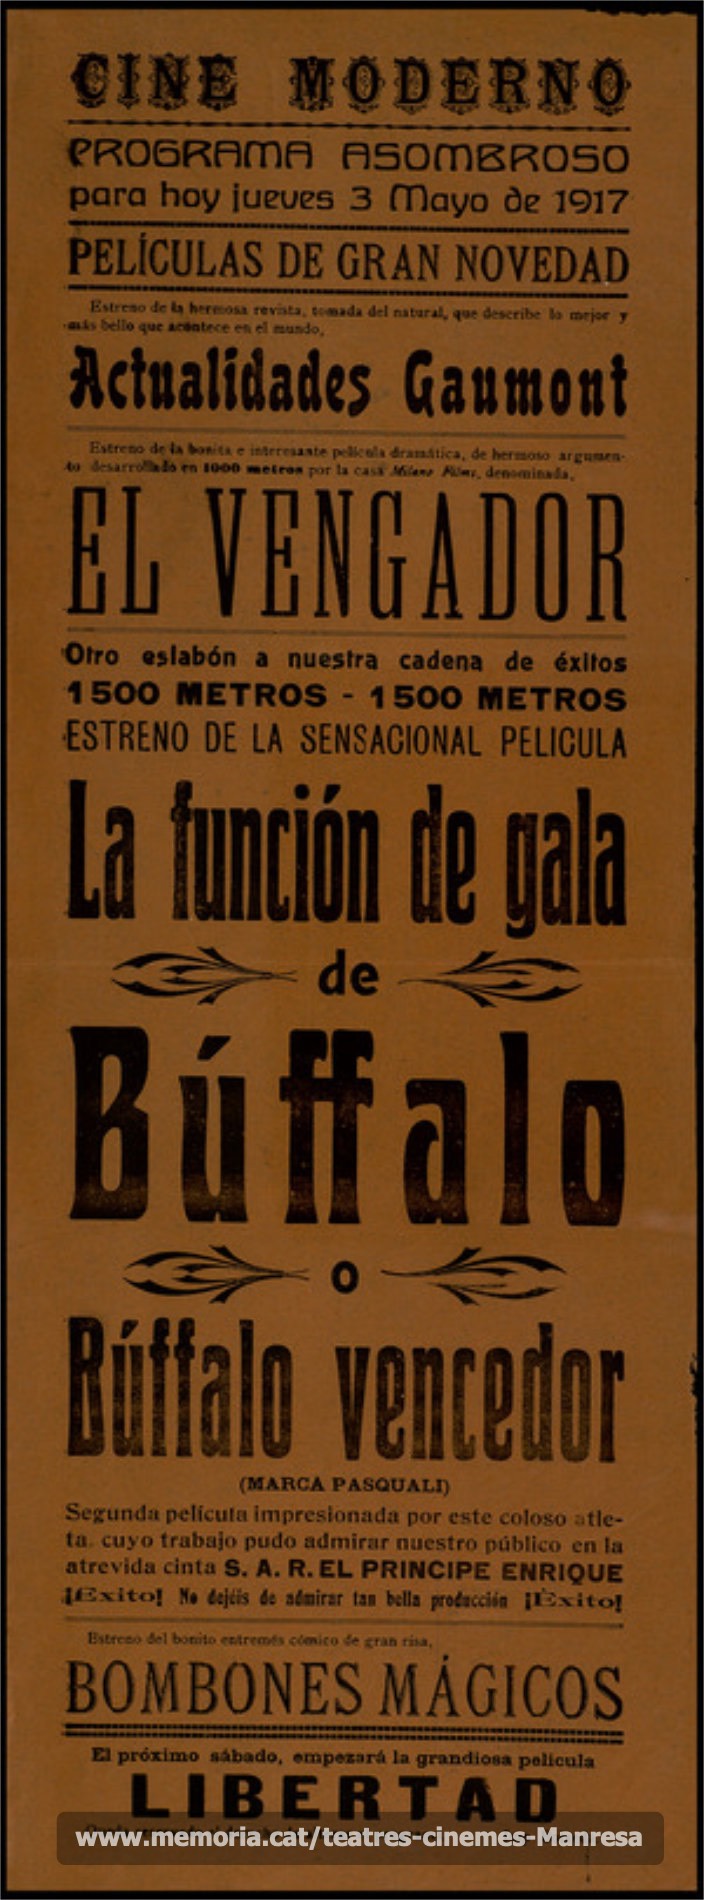 CINE MODERNO
PROGRAMA ASOMBROSO
para hoy jueves 3 Mayo de 1917
PELÍCULAS DE GRAN NOVEDAD
Estreno de la hermosa revista, tomada del natural, que describe lo mejor y
más bello que acontece en el mundo,
Actualidades Gaumont
Estreno de la bonita e interesante película dramática, de hermoso argumen-
to desarrollado en 1000 metros por la casa Milano Films, denominada,
EL VENGADOR
Otro eslabón a nuestra cadena de éxitos
1500 METROS - 1500 METROS
ESTRENO DE LA SENSACIONAL PELICULA
La función de gala
de
Búffalo
o
Búffalo vencedor
(MARCA PASQUALI)
Segunda película impresionada por este coloso atle-
ta, cuyo trabajo pudo admirar nuestro público en la
atrevida cinta S. A. R. EL PRINCIPE ENRIQUE
¡¡Exito! No dejéis de admirar tan bella producción ¡¡Éxito!
Estreno del bonito entremés cómico de gran risa,
BOMBONES MÁGICOS
El próximo sábado, empezará la grandiosa película
LIBERTAD
www.memoria.cat/teatres-cinemes-Manresa